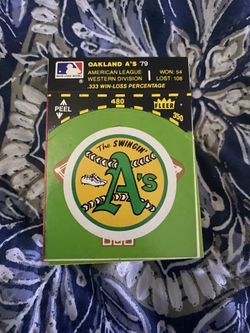 OAKLAND A'S '79
AMERICAN LEAGUE
WESTERN DIVISION
WON: 54
LOST: 108
.333 WIN-LOSS PERCENTAGE
PEEL
480
350
The SWINGIN'
A's